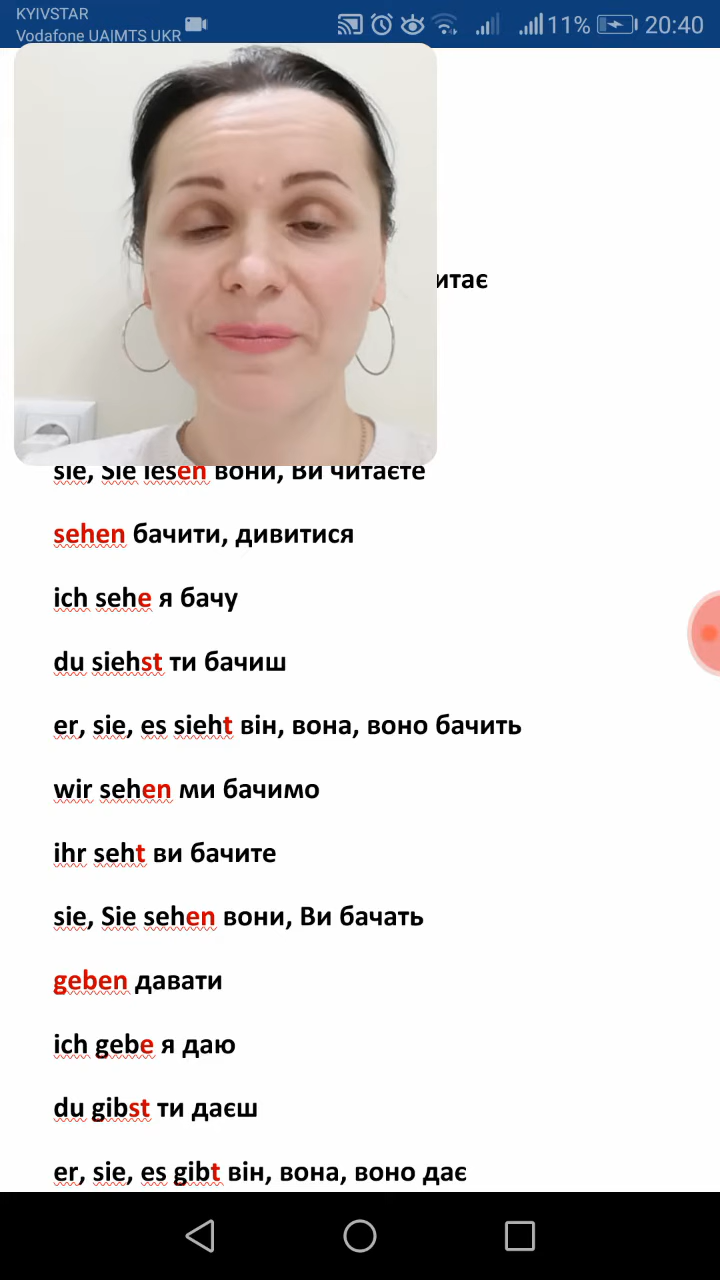 KYIVSTAR
Vodafone UA|MTS UKR
11% 20:40
итає
sie, Sie lesen вони, Ви читаєте
sehen бачити, дивитися
ich sehe я бачу
du siehst ти бачиш
er, sie, es sieht він, вона, воно бачить
wir sehen ми бачимо
ihr seht ви бачите
sie, Sie sehen вони, Ви бачать
geben давати
ich gebe я даю
du gibst ти даєш
er, sie, es gibt він, вона, воно дає